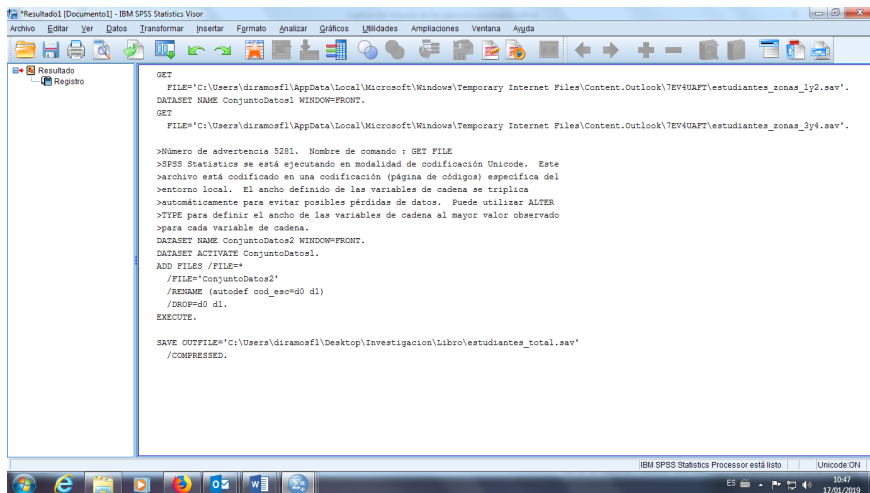 *Resultado1 [Documento1] - IBM SPSS Statistics Visor
Archivo Editar Ver Datos Transformar Insertar Formato Analizar Gráficos Utilidades Ampliaciones Ventana Ayuda
Resultado
Registro
GET
FILE='C:\Users\diramosfl\AppData\Local\Microsoft\Windows\Temporary Internet Files\Content.Outlook\7EV4UAFT\estudiantes_zonas_1y2.sav'.
DATASET NAME ConjuntoDatos1 WINDOW=FRONT.
GET
FILE='C:\Users\diramosfl\AppData\Local\Microsoft\Windows\Temporary Internet Files\Content.Outlook\7EV4UAFT\estudiantes_zonas_3y4.sav'.
>Número de advertencia 5281. Nombre de comando : GET FILE
>SPSS Statistics se está ejecutando en modalidad de codificación Unicode. Este
>archivo está codificado en una codificación (página de códigos) específica del
>entorno local. El ancho definido de las variables de cadena se triplica
>automáticamente para evitar posibles pérdidas de datos. Puede utilizar ALTER
>TYPE para definir el ancho de las variables de cadena al mayor valor observado
>para cada variable de cadena.
DATASET NAME ConjuntoDatos2 WINDOW=FRONT.
DATASET ACTIVATE ConjuntoDatos1.
ADD FILES /FILE=*
/FILE='ConjuntoDatos2'
/RENAME (autodef cod_esc=d0 d1)
/DROP=d0 d1.
EXECUTE.
SAVE OUTFILE='C:\Users\diramosfl\Desktop\Investigacion\Libro\estudiantes_total.sav'
/COMPRESSED.
IBM SPSS Statistics Processor está listo Unicode:ON
ES 10:47
17/01/2019